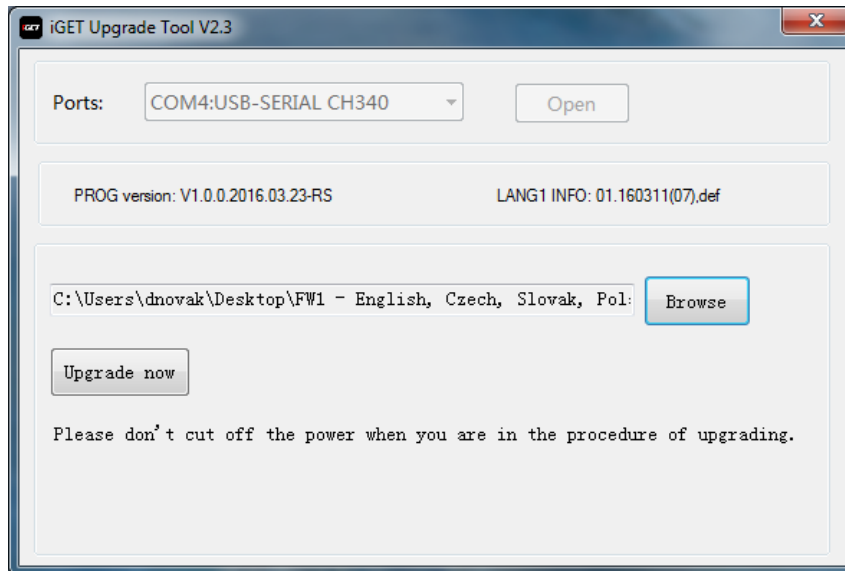 iGET iGET Upgrade Tool V2.3
Ports: COM4:USB-SERIAL CH340 Open
PROG version: V1.0.0.2016.03.23-RS LANG1 INFO: 01.160311(07),def
C:\Users\dnovak\Desktop\FW1 - English, Czech, Slovak, Pol Browse
Upgrade now
Please don't cut off the power when you are in the procedure of upgrading.